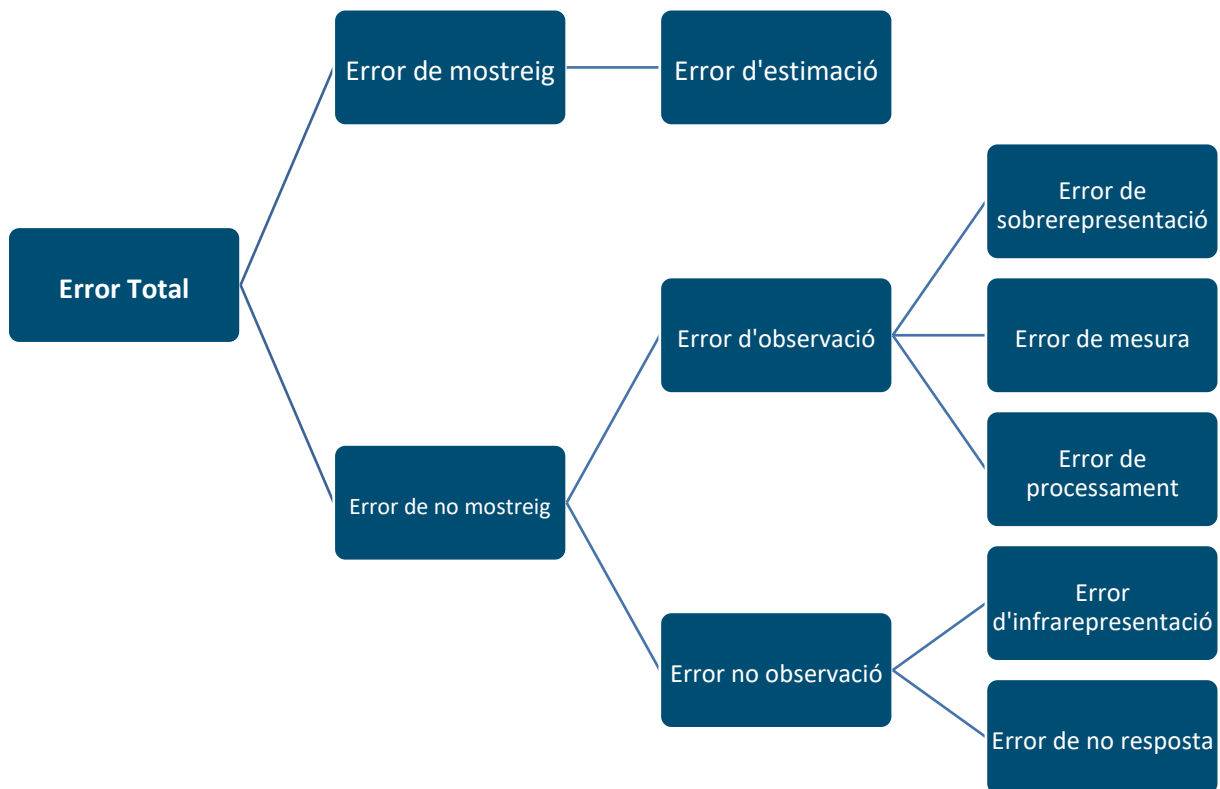 Error de mostreig
Error d'estimació
Error de
sobrerepresentació
Error Total
Error d'observació
Error de mesura
Error de
processament
Error de no mostreig
Error
d'infrarepresentació
Error no observació
Error de no resposta